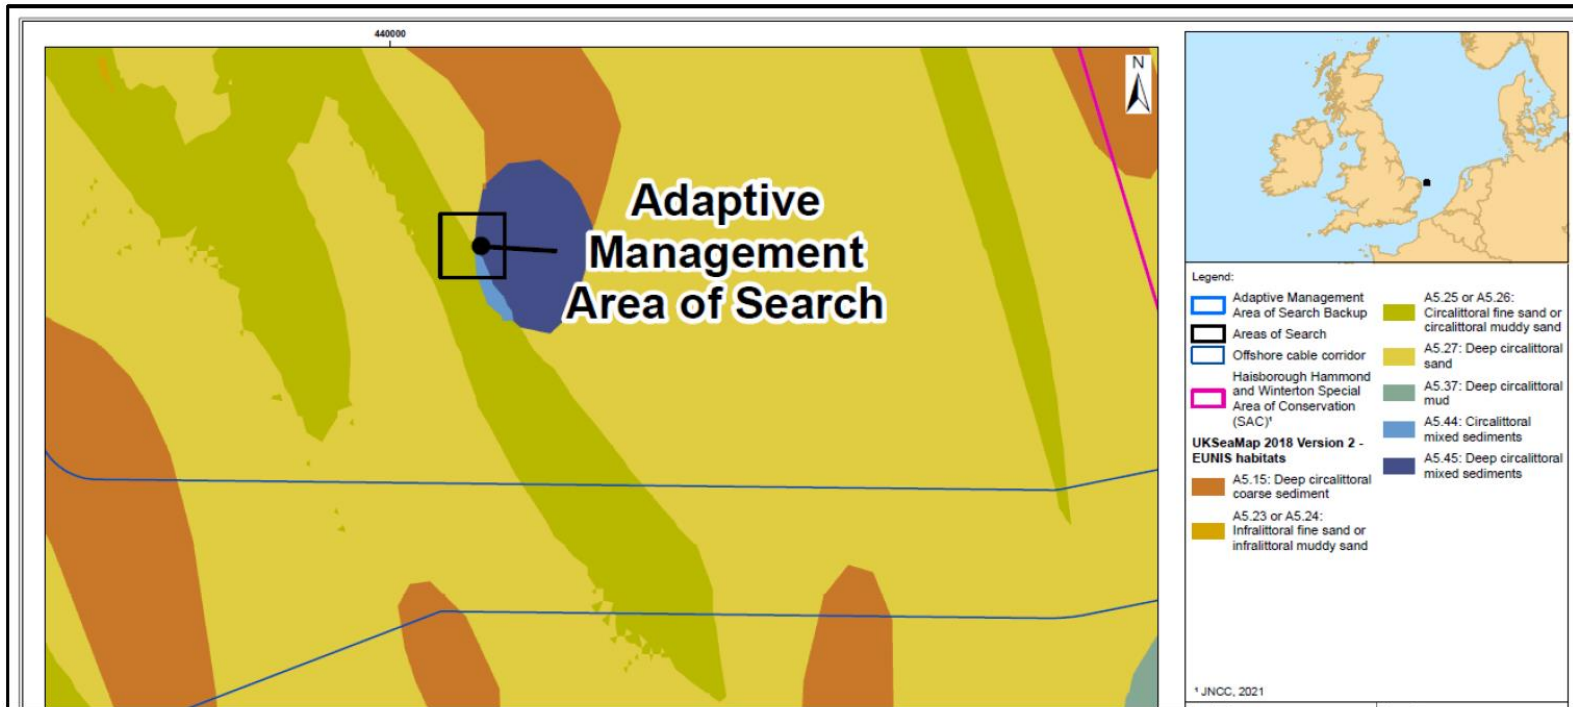 440000
N
Adaptive
Management
Area of Search
Legend:
Adaptive Management
Area of Search Backup
Areas of Search
Offshore cable corridor
Haisborough Hammond
and Winterton Special
Area of Conservation
(SAC)¹
UKSeaMap 2018 Version 2 -
EUNIS habitats
A5.15: Deep circalittoral
coarse sediment
A5.23 or A5.24:
Infralittoral fine sand or
infralittoral muddy sand
A5.25 or A5.26:
Circalittoral fine sand or
circalittoral muddy sand
A5.27: Deep circalittoral
sand
A5.37: Deep circalittoral
mud
A5.44: Circalittoral
mixed sediments
A5.45: Deep circalittoral
mixed sediments
¹ JNCC, 2021